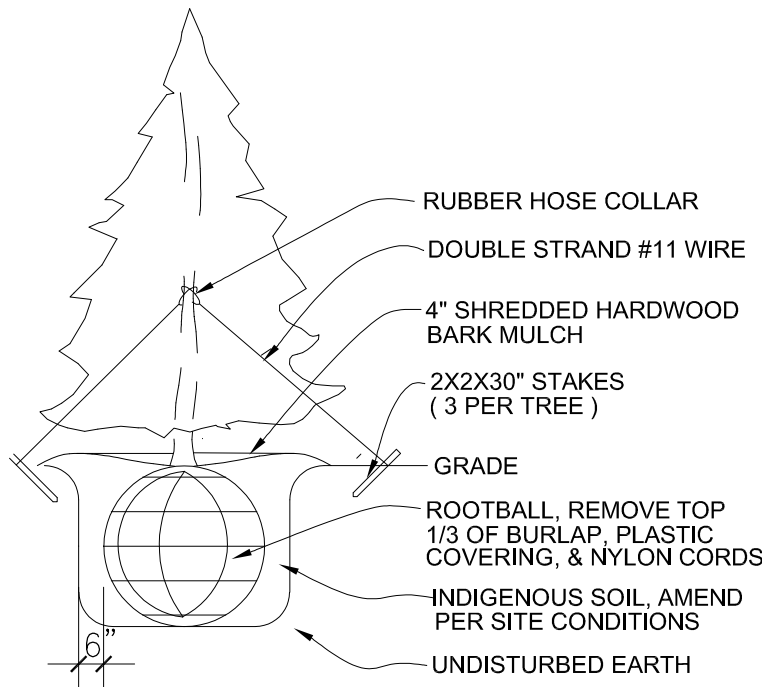 RUBBER HOSE COLLAR
DOUBLE STRAND #11 WIRE
4" SHREDDED HARDWOOD
BARK MULCH
2X2X30" STAKES
( 3 PER TREE )
GRADE
ROOTBALL, REMOVE TOP
1/3 OF BURLAP, PLASTIC
COVERING, & NYLON CORDS
INDIGENOUS SOIL, AMEND
PER SITE CONDITIONS
6"
UNDISTURBED EARTH